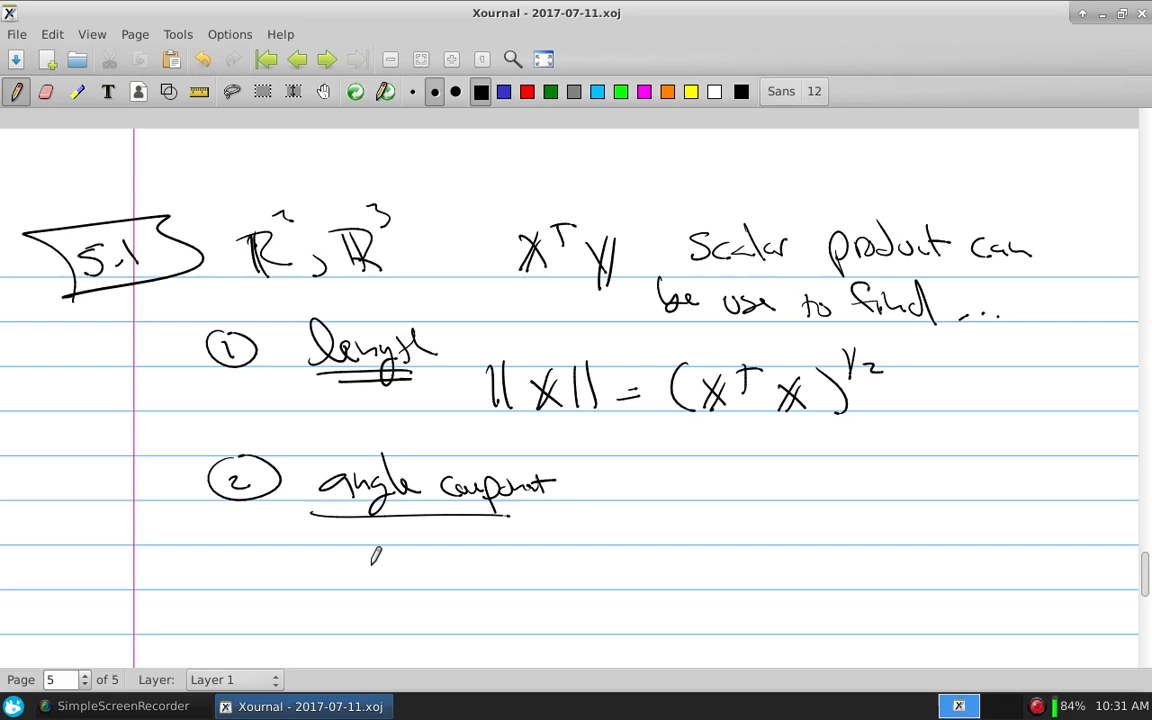 Xournal - 2017-07-11.xoj
File Edit View Page Tools Options Help
T Sans 12
5.1 ℝ², ℝ³ xᵀy scalar product can
be use to find ...
① length
||x|| = (xᵀx)^1/2
② angle component
Page 5 of 5 Layer: Layer 1
SimpleScreenRecorder Xournal - 2017-07-11.xoj 84% 10:31 AM